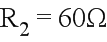 R₂ = 60Ω